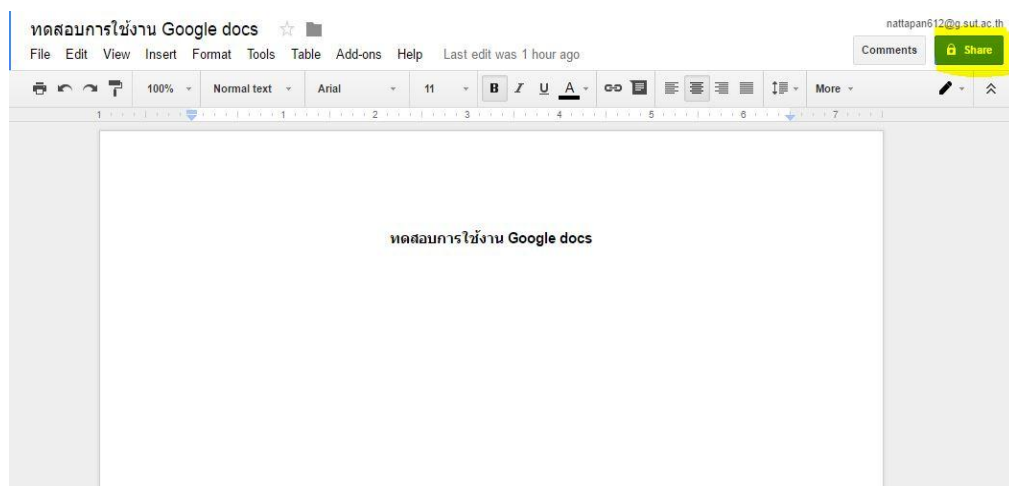 ทดสอบการใช้งาน Google docs
nattapan612@g.sut.ac.th
File Edit View Insert Format Tools Table Add-ons Help Last edit was 1 hour ago
Comments Share
100% Normal text Arial 11 B I U A More
1 1 2 3 4 5 6 7
ทดสอบการใช้งาน Google docs